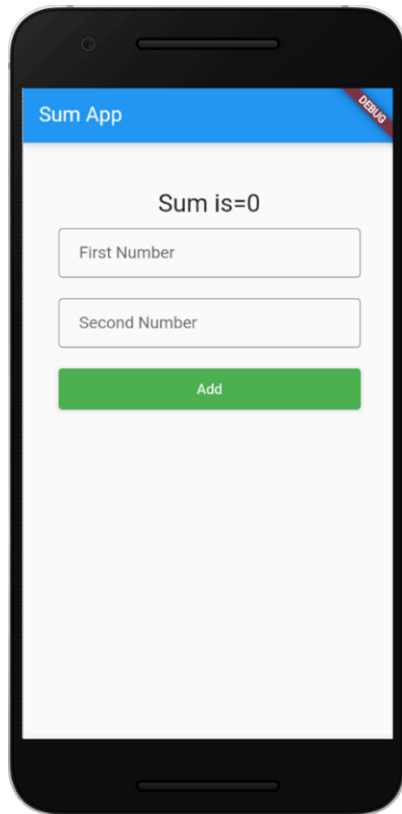 Sum App
DEBUG
Sum is=0
First Number
Second Number
Add